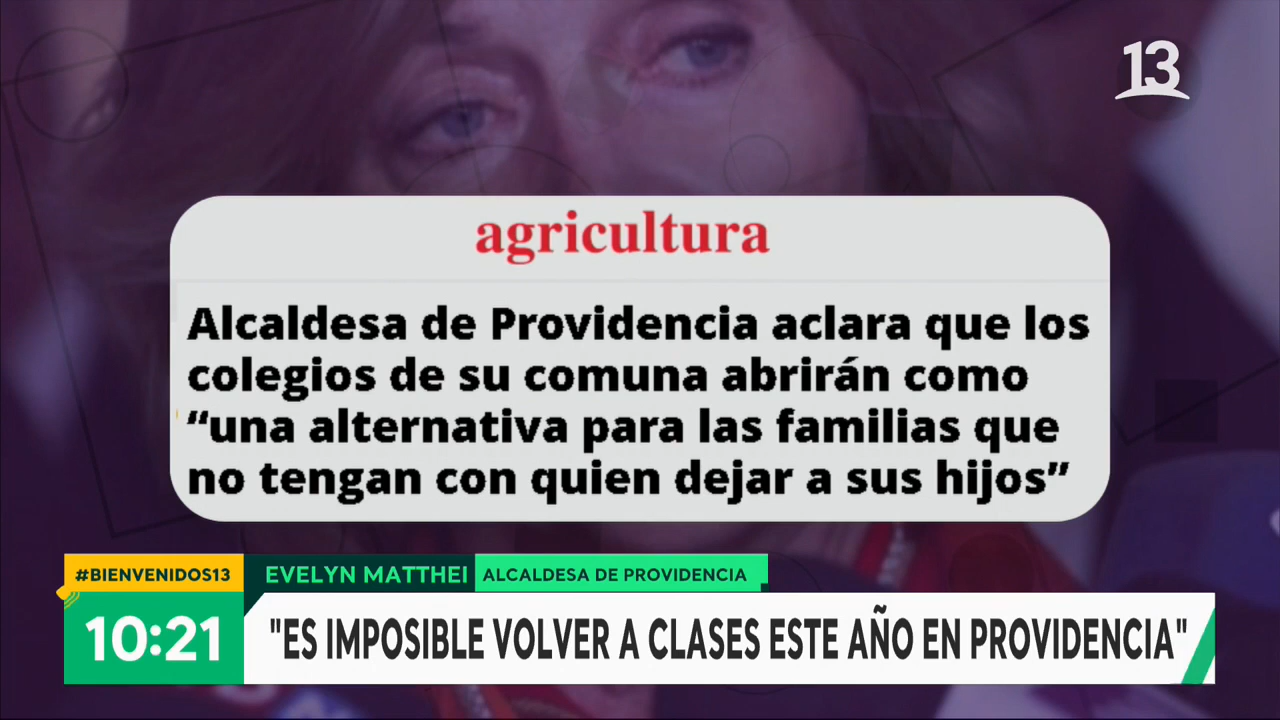 13
agricultura
Alcaldesa de Providencia aclara que los
colegios de su comuna abrirán como
“una alternativa para las familias que
no tengan con quien dejar a sus hijos”
#BIENVENIDOS13
EVELYN MATTHEI
ALCALDESA DE PROVIDENCIA
10:21
"ES IMPOSIBLE VOLVER A CLASES ESTE AÑO EN PROVIDENCIA"